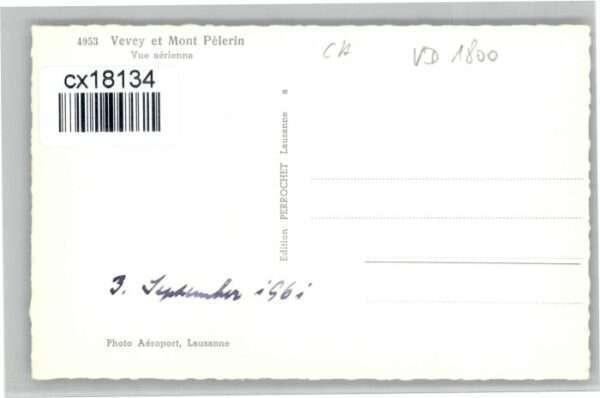 4953 Vevey et Mont Pèlerin
Vue aérienne
CH VD 1800
cx18134
Edition PERROCHET Lausanne
3. September 1961
Photo Aéroport, Lausanne